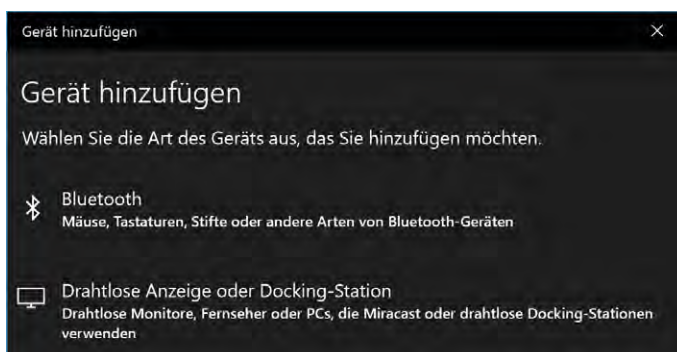 Gerät hinzufügen
Gerät hinzufügen
Wählen Sie die Art des Geräts aus, das Sie hinzufügen möchten.
Bluetooth
Mäuse, Tastaturen, Stifte oder andere Arten von Bluetooth-Geräten
Drahtlose Anzeige oder Docking-Station
Drahtlose Monitore, Fernseher oder PCs, die Miracast oder drahtlose Docking-Stationen
verwenden